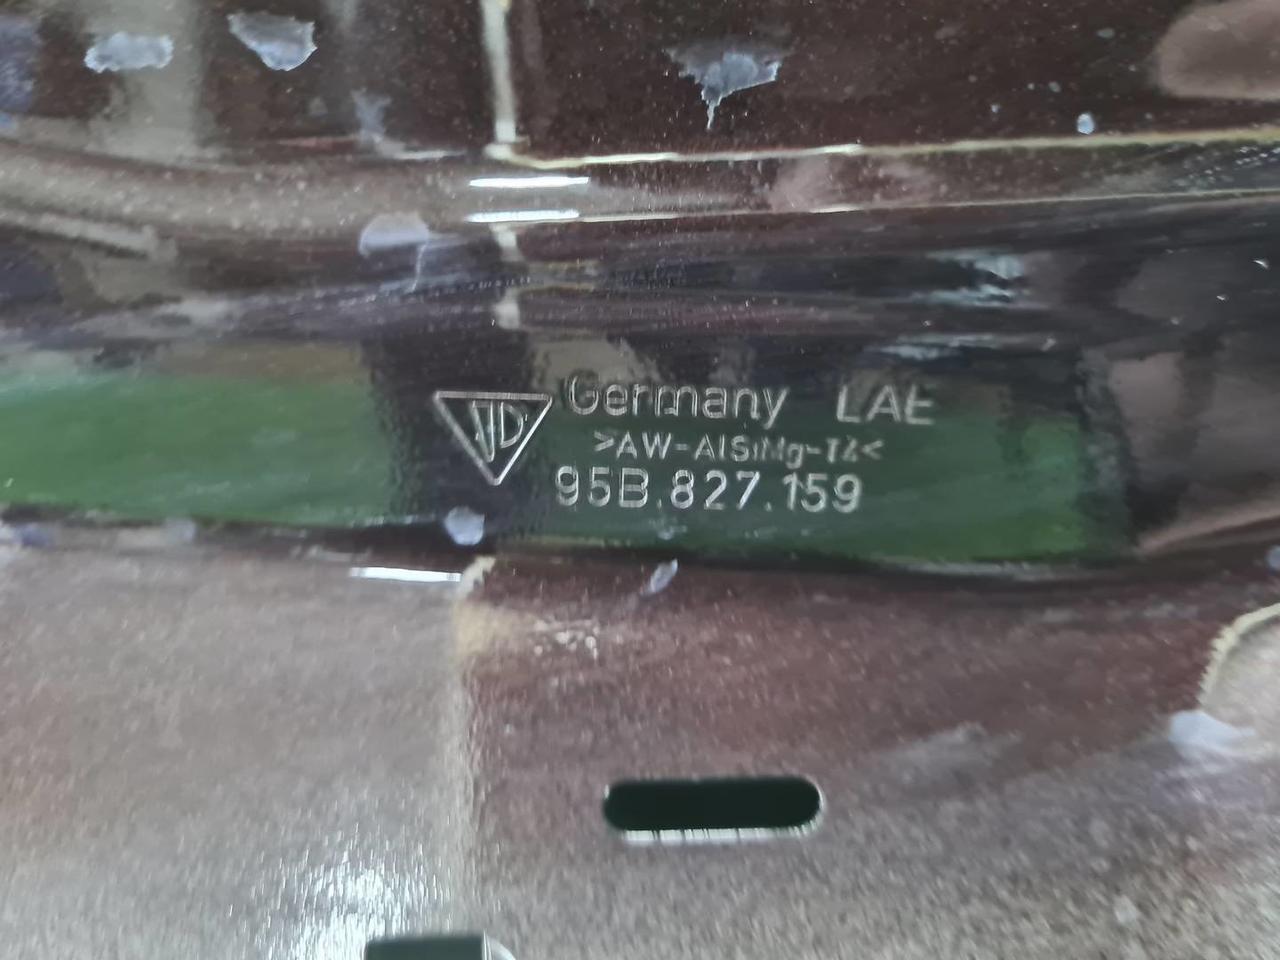 Germany LAE
>AW-AlSiMg-T4<
95B.827.159